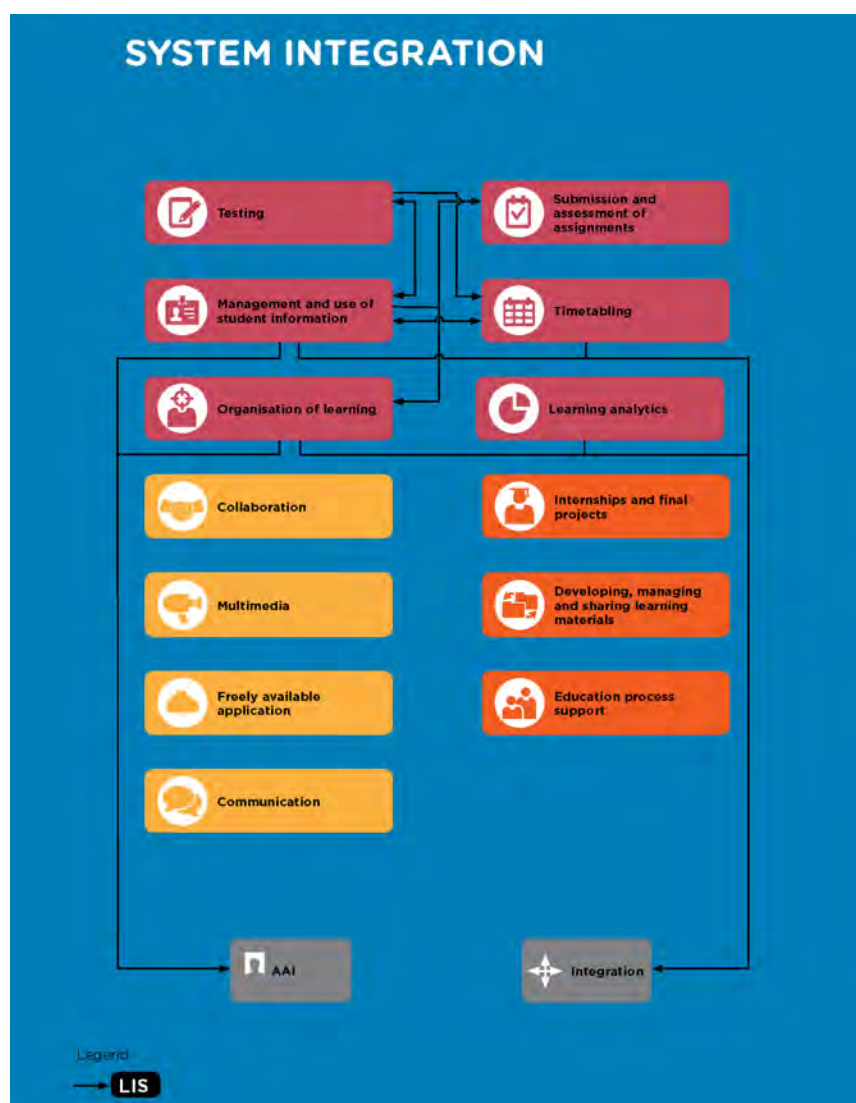 SYSTEM INTEGRATION
Testing
Submission and
assessment of
assignments
Management and use of
student information
Timetabling
Organisation of learning
Learning analytics
Collaboration
Internships and final
projects
Multimedia
Developing, managing
and sharing learning
materials
Freely available
application
Education process
support
Communication
AAI
Integration
Legend
LIS